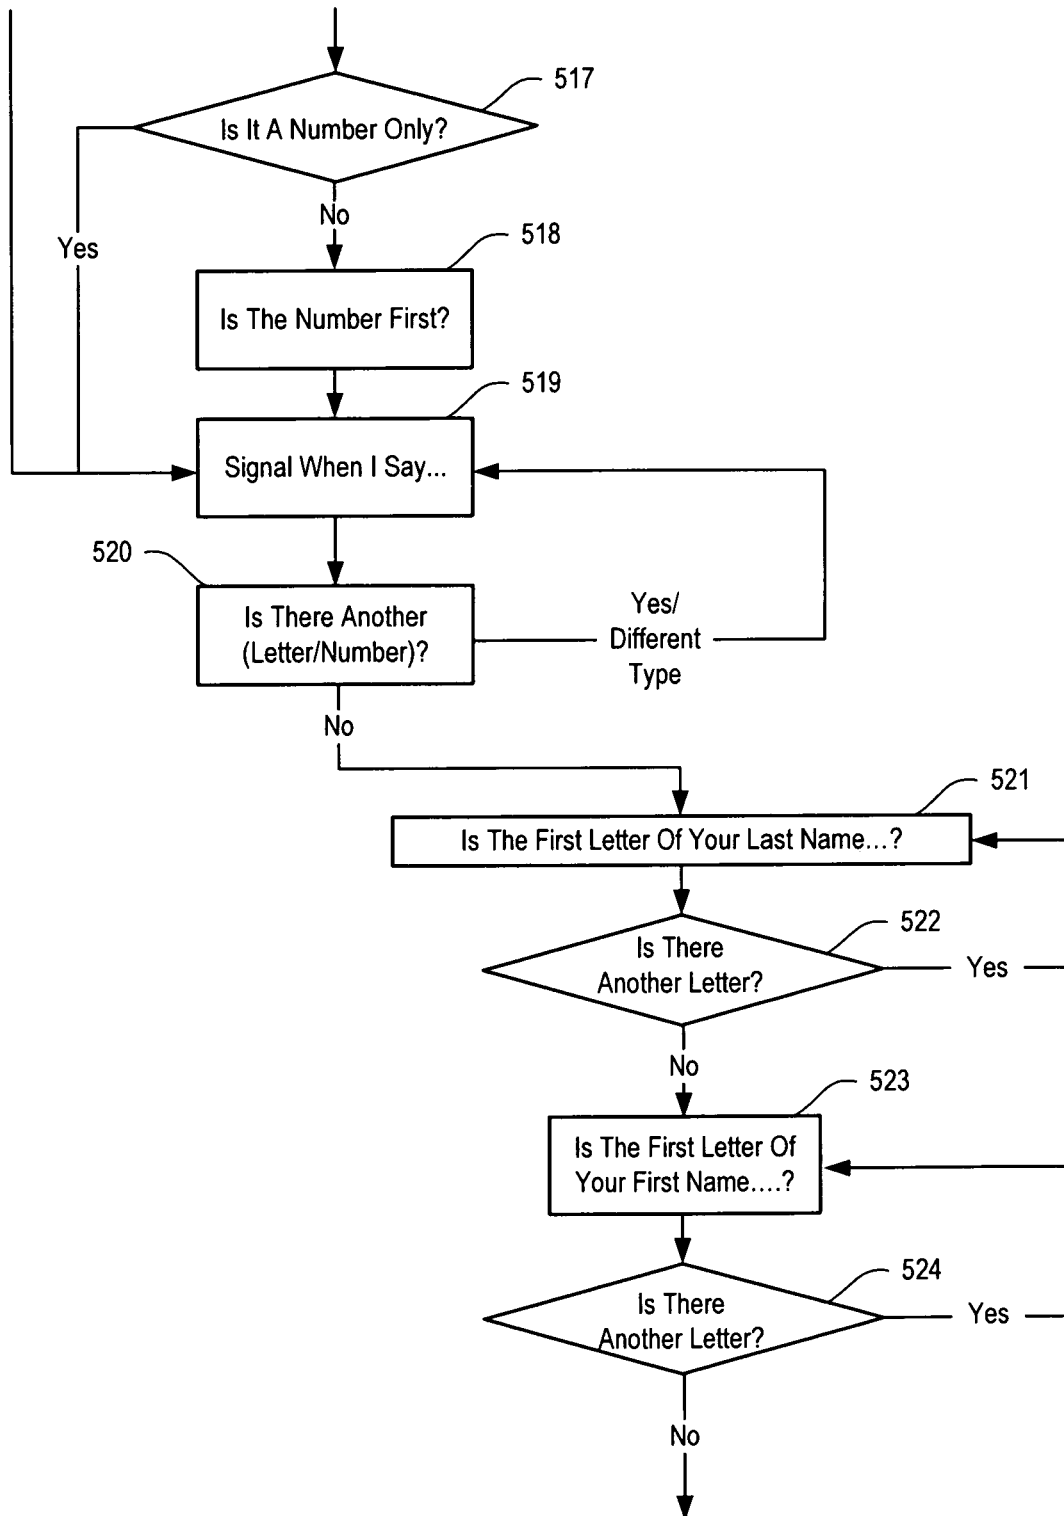 517
Is It A Number Only?
No
Yes
518
Is The Number First?
519
Signal When I Say...
520
Is There Another
(Letter/Number)?
Yes/
Different
Type
No
521
Is The First Letter Of Your Last Name...?
522
Is There
Another Letter?
Yes
No
523
Is The First Letter Of
Your First Name....?
524
Is There
Another Letter?
Yes
No